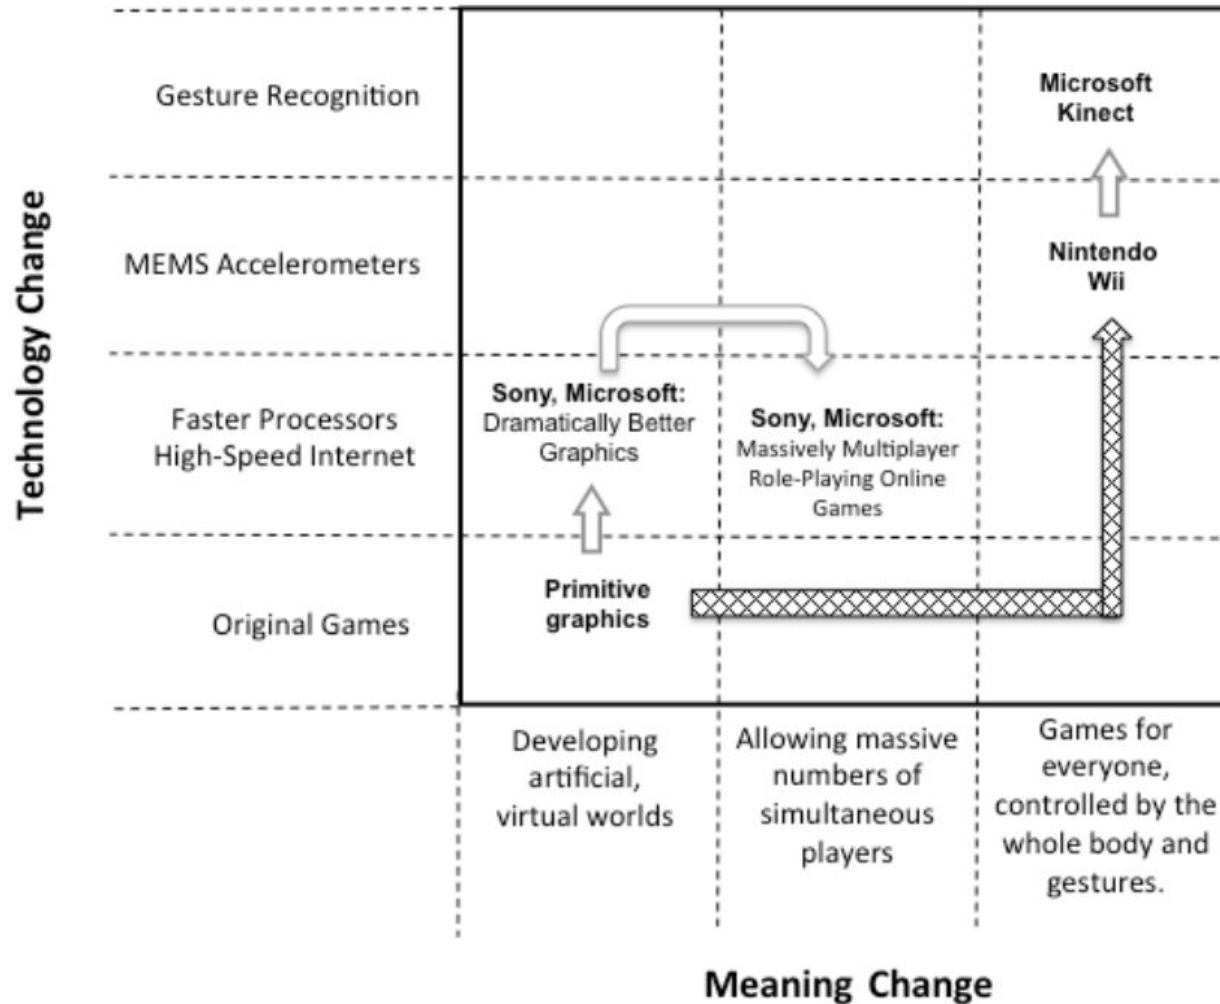 Technology Change
Gesture Recognition
Microsoft
Kinect
MEMS Accelerometers
Nintendo
Wii
Faster Processors
High-Speed Internet
Sony, Microsoft:
Dramatically Better
Graphics
Sony, Microsoft:
Massively Multiplayer
Role-Playing Online
Games
Original Games
Primitive
graphics
Developing
artificial,
virtual worlds
Allowing massive
numbers of
simultaneous
players
Games for
everyone,
controlled by the
whole body and
gestures.
Meaning Change